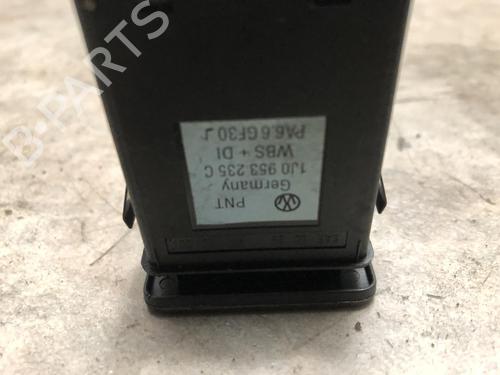 PNT
Germany
1J0 953 235 C
WBS + DI
PA6.6GF30
B-PARTS